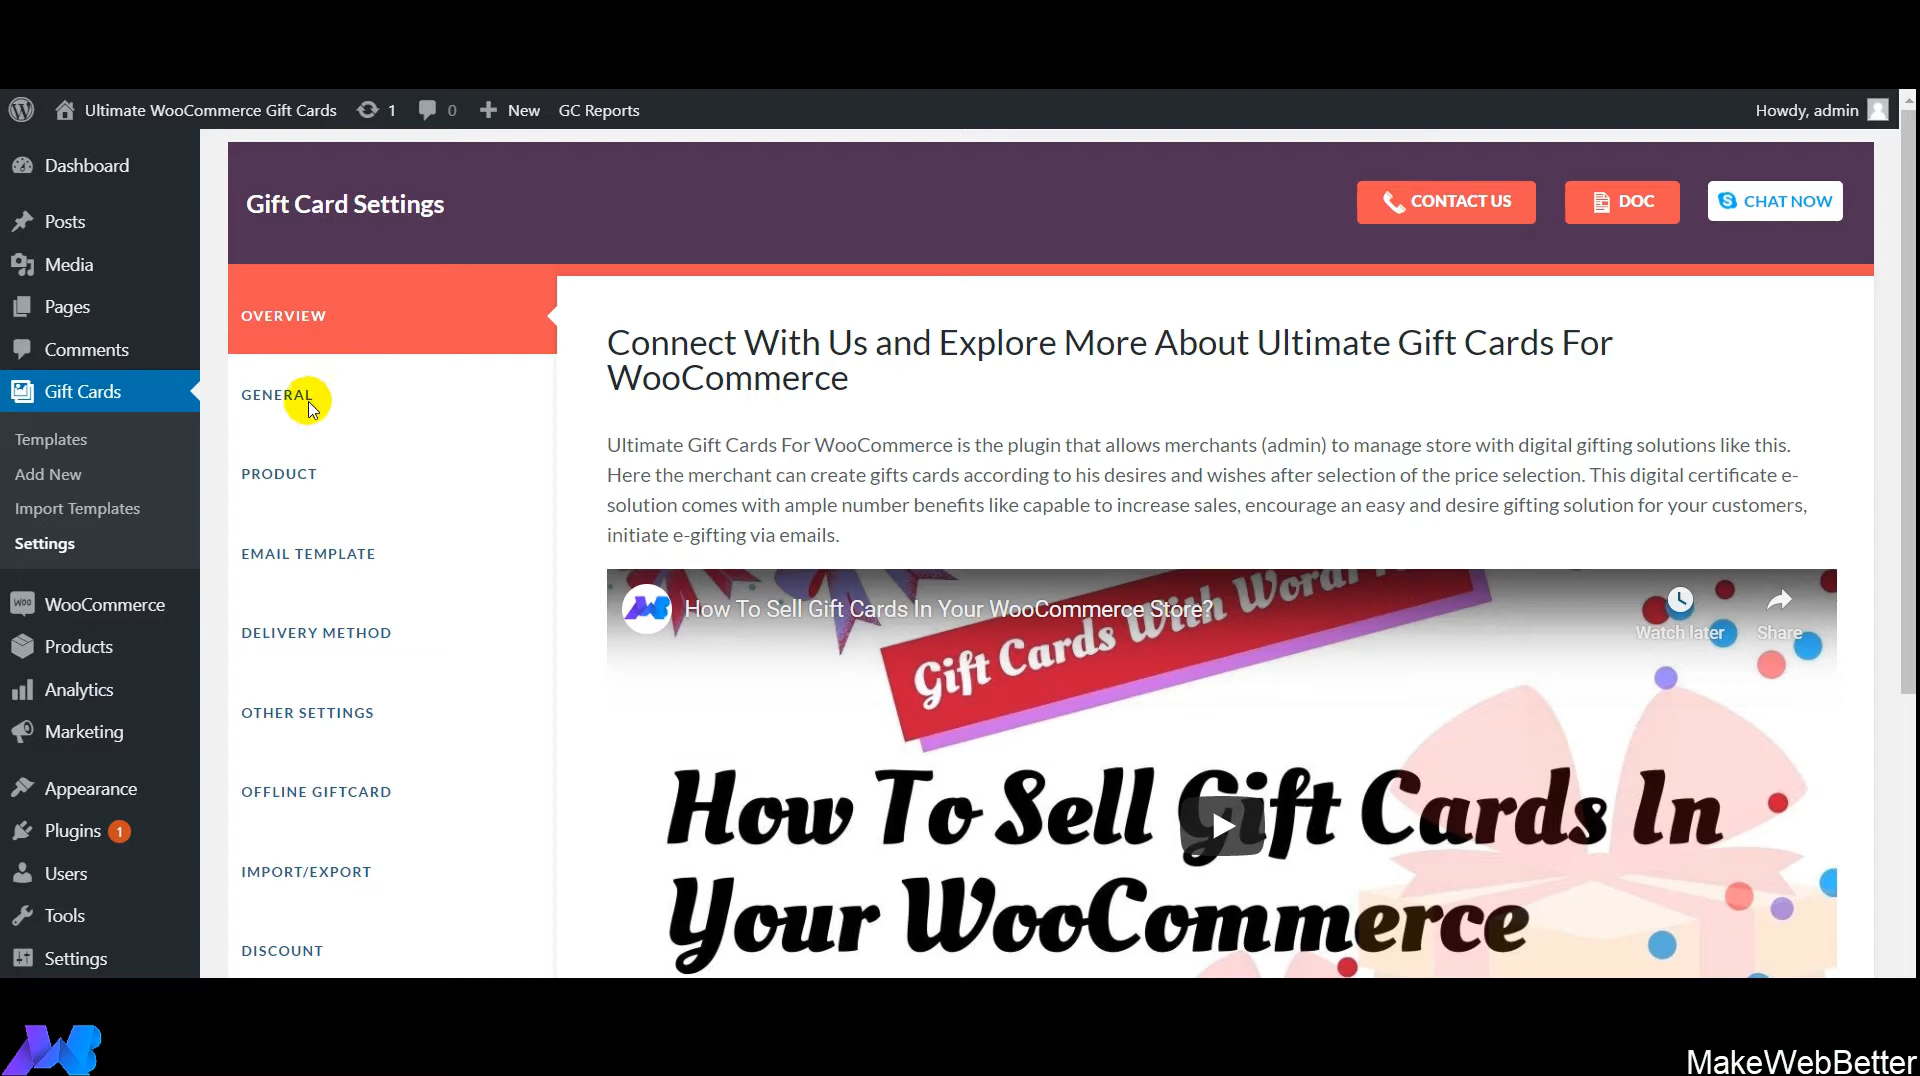 Ultimate WooCommerce Gift Cards 1 0 New GC Reports Howdy, admin
Dashboard
Posts
Media
Pages
Comments
Gift Cards
Templates
Add New
Import Templates
Settings
WooCommerce
Products
Analytics
Marketing
Appearance
Plugins 1
Users
Tools
Settings
Gift Card Settings
CONTACT US
DOC
CHAT NOW
OVERVIEW
GENERAL
PRODUCT
EMAIL TEMPLATE
DELIVERY METHOD
OTHER SETTINGS
OFFLINE GIFTCARD
IMPORT/EXPORT
DISCOUNT
Connect With Us and Explore More About Ultimate Gift Cards For
WooCommerce
Ultimate Gift Cards For WooCommerce is the plugin that allows merchants (admin) to manage store with digital gifting solutions like this.
Here the merchant can create gifts cards according to his desires and wishes after selection of the price selection. This digital certificate e-
solution comes with ample number benefits like capable to increase sales, encourage an easy and desire gifting solution for your customers,
initiate e-gifting via emails.
How To Sell Gift Cards In Your WooCommerce Store?
Watch later
Share
Gift Cards With
How To Sell Gift Cards In
Your WooCommerce
MakeWebBetter